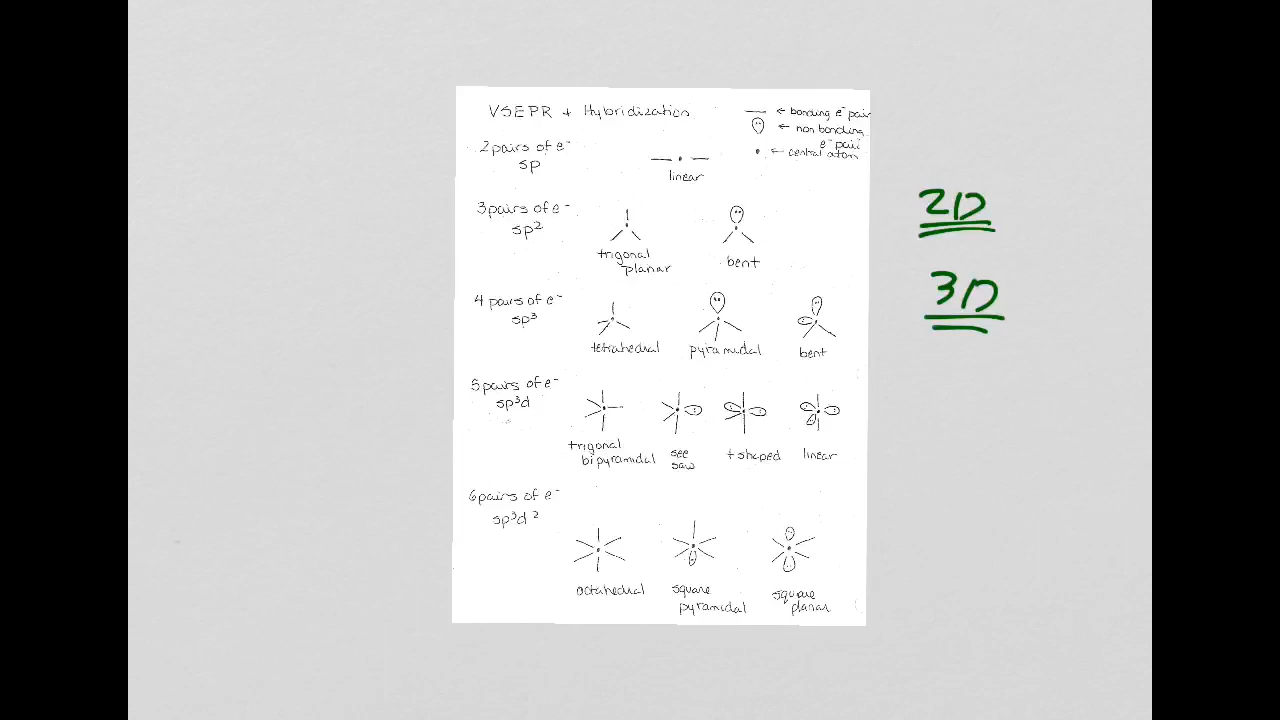 VSEPR + Hybridization
— ← bonding e⁻ pair
← non bonding
e⁻ pair
• ← central atom
2 pairs of e⁻
sp
linear
3 pairs of e⁻
sp²
trigonal
planar
bent
4 pairs of e⁻
sp³
tetrahedral
pyramidal
bent
5 pairs of e⁻
sp³d
trigonal
bipyramidal
see
saw
t shaped
linear
6 pairs of e⁻
sp³d²
octahedral
square
pyramidal
square
planar
2D
3D